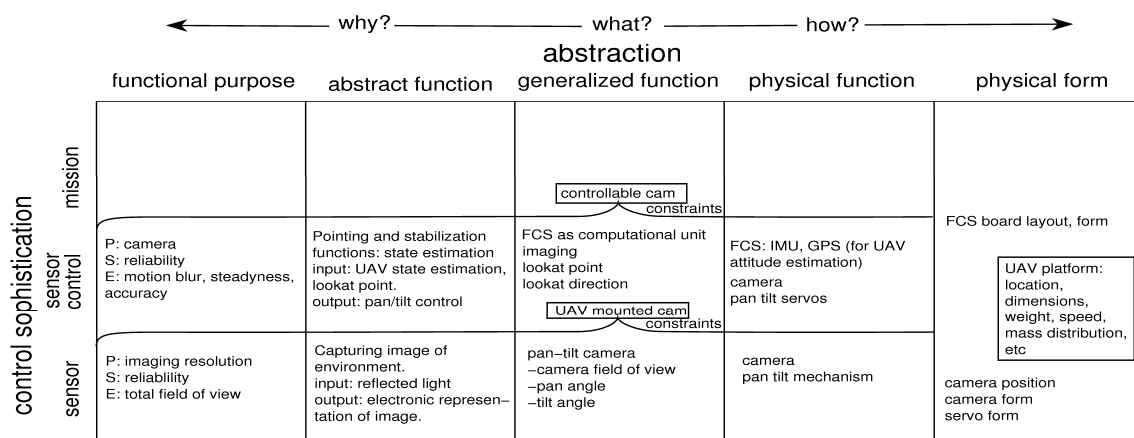 why?
what?
how?
abstraction
functional purpose
abstract function
generalized function
physical function
physical form
control sophistication
mission
controllable cam
constraints
sensor
control
P: camera
S: reliability
E: motion blur, steadyness,
accuracy
Pointing and stabilization
functions: state estimation
input: UAV state estimation,
lookat point.
output: pan/tilt control
FCS as computational unit
imaging
lookat point
lookat direction
UAV mounted cam
constraints
FCS: IMU, GPS (for UAV
attitude estimation)
camera
pan tilt servos
FCS board layout, form
UAV platform:
location,
dimensions,
weight, speed,
mass distribution,
etc
sensor
P: imaging resolution
S: reliablility
E: total field of view
Capturing image of
environment.
input: reflected light
output: electronic represen-
tation of image.
pan-tilt camera
-camera field of view
-pan angle
-tilt angle
camera
pan tilt mechanism
camera position
camera form
servo form